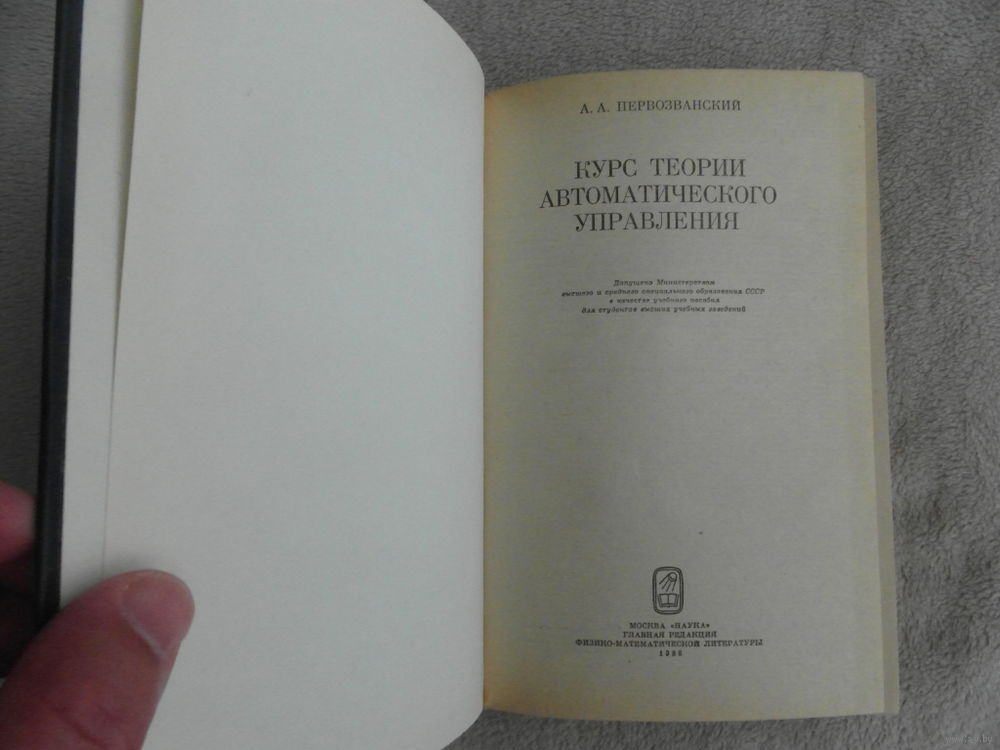 А. А. ПЕРВОЗВАНСКИЙ
КУРС ТЕОРИИ
АВТОМАТИЧЕСКОГО
УПРАВЛЕНИЯ
Допущено Министерством
высшего и среднего специального образования СССР
в качестве учебного пособия
для студентов высших учебных заведений
МОСКВА «НАУКА»
ГЛАВНАЯ РЕДАКЦИЯ
ФИЗИКО-МАТЕМАТИЧЕСКОЙ ЛИТЕРАТУРЫ
1986